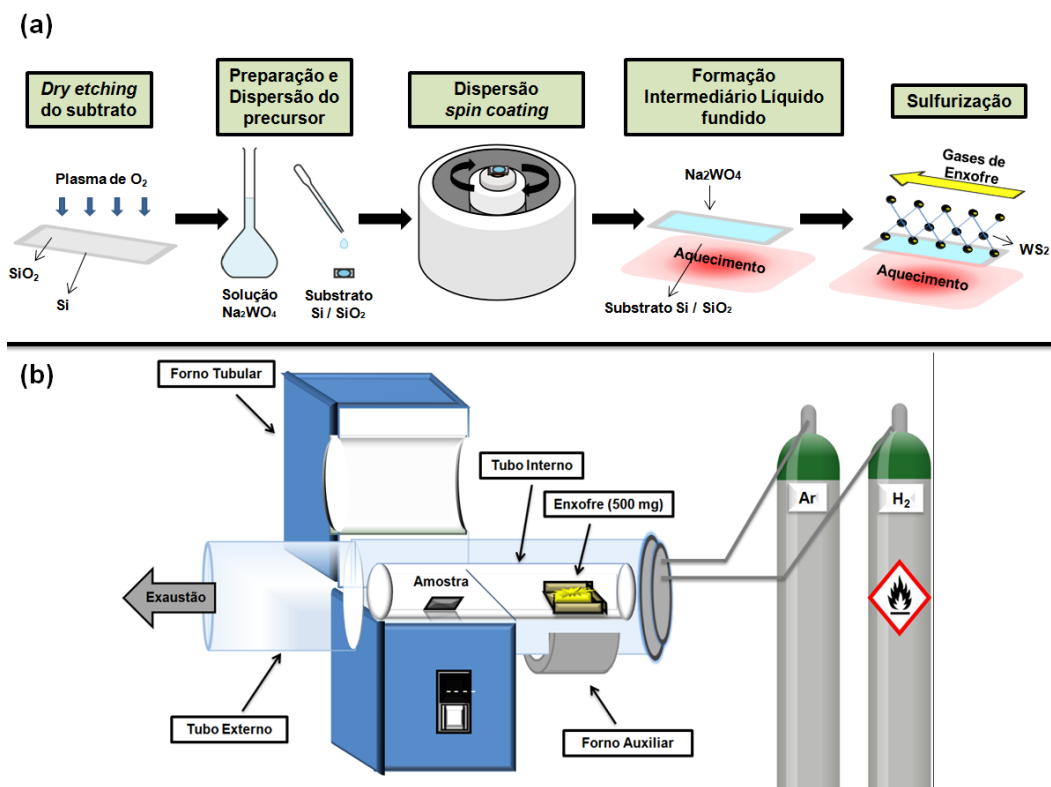 (a)
Dry etching
do subtrato
Preparação e
Dispersão do
precursor
Dispersão
spin coating
Formação
Intermediário Líquido
fundido
Sulfurização
Plasma de O₂
SiO₂
Si
Solução
Na₂WO₄
Substrato
Si / SiO₂
Na₂WO₄
Aquecimento
Substrato Si / SiO₂
Gases de
Enxofre
WS₂
Aquecimento
(b)
Forno Tubular
Tubo Interno
Enxofre (500 mg)
Ar
H₂
Amostra
Exaustão
Tubo Externo
Forno Auxiliar